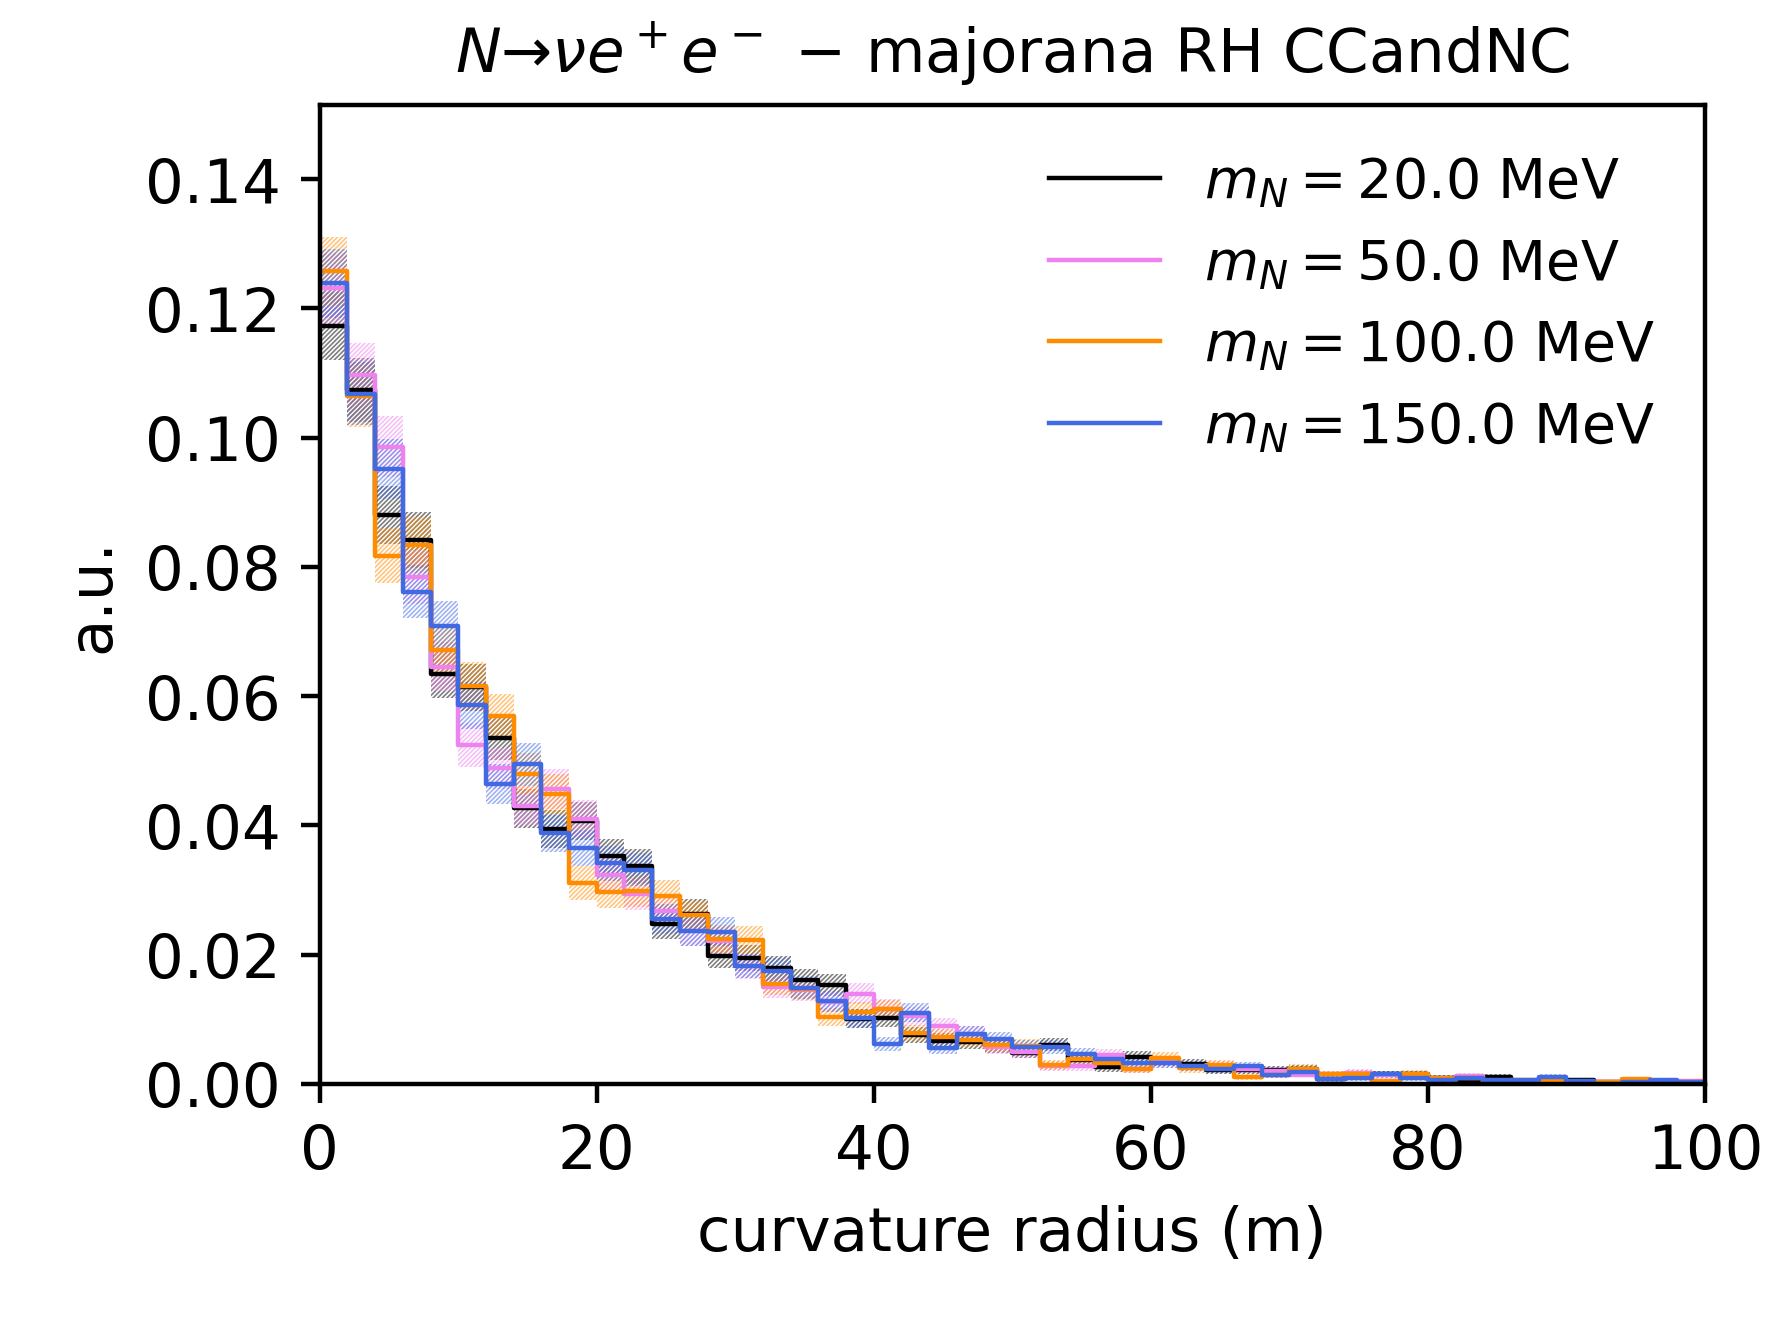 N→νe⁺e⁻ − majorana RH CCandNC
m_N = 20.0 MeV
m_N = 50.0 MeV
m_N = 100.0 MeV
m_N = 150.0 MeV
a.u.
0.14
0.12
0.10
0.08
0.06
0.04
0.02
0.00
0 20 40 60 80 100
curvature radius (m)